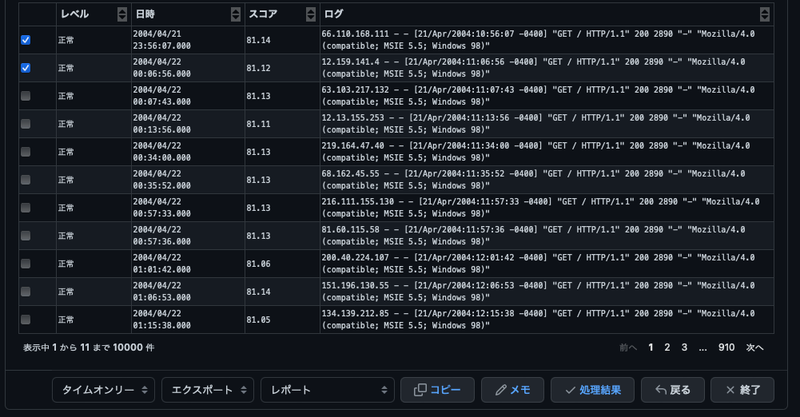 レベル 日時 スコア ログ
正常 2004/04/21 23:56:07.000 81.14 66.110.168.111 - - [21/Apr/2004:10:56:07 -0400] "GET / HTTP/1.1" 200 2890 "-" "Mozilla/4.0
(compatible; MSIE 5.5; Windows 98)"
正常 2004/04/22 00:06:56.000 81.12 12.159.141.4 - - [21/Apr/2004:11:06:56 -0400] "GET / HTTP/1.1" 200 2890 "-" "Mozilla/4.0
(compatible; MSIE 5.5; Windows 98)"
正常 2004/04/22 00:07:43.000 81.13 63.103.217.132 - - [21/Apr/2004:11:07:43 -0400] "GET / HTTP/1.1" 200 2890 "-" "Mozilla/4.0
(compatible; MSIE 5.5; Windows 98)"
正常 2004/04/22 00:13:56.000 81.11 12.13.155.253 - - [21/Apr/2004:11:13:56 -0400] "GET / HTTP/1.1" 200 2890 "-" "Mozilla/4.0
(compatible; MSIE 5.5; Windows 98)"
正常 2004/04/22 00:34:00.000 81.13 219.164.47.40 - - [21/Apr/2004:11:34:00 -0400] "GET / HTTP/1.1" 200 2890 "-" "Mozilla/4.0
(compatible; MSIE 5.5; Windows 98)"
正常 2004/04/22 00:35:52.000 81.13 68.162.45.55 - - [21/Apr/2004:11:35:52 -0400] "GET / HTTP/1.1" 200 2890 "-" "Mozilla/4.0
(compatible; MSIE 5.5; Windows 98)"
正常 2004/04/22 00:57:33.000 81.13 216.111.155.130 - - [21/Apr/2004:11:57:33 -0400] "GET / HTTP/1.1" 200 2890 "-" "Mozilla/4.0
(compatible; MSIE 5.5; Windows 98)"
正常 2004/04/22 00:57:36.000 81.13 81.60.115.58 - - [21/Apr/2004:11:57:36 -0400] "GET / HTTP/1.1" 200 2890 "-" "Mozilla/4.0
(compatible; MSIE 5.5; Windows 98)"
正常 2004/04/22 01:01:42.000 81.06 200.40.224.107 - - [21/Apr/2004:12:01:42 -0400] "GET / HTTP/1.1" 200 2890 "-" "Mozilla/4.0
(compatible; MSIE 5.5; Windows 98)"
正常 2004/04/22 01:06:53.000 81.14 151.196.130.55 - - [21/Apr/2004:12:06:53 -0400] "GET / HTTP/1.1" 200 2890 "-" "Mozilla/4.0
(compatible; MSIE 5.5; Windows 98)"
正常 2004/04/22 01:15:38.000 81.05 134.139.212.85 - - [21/Apr/2004:12:15:38 -0400] "GET / HTTP/1.1" 200 2890 "-" "Mozilla/4.0
(compatible; MSIE 5.5; Windows 98)"
表示中 1 から 11 まで 10000 件 前へ 1 2 3 ... 910 次へ
タイムオンリー エクスポート レポート コピー メモ 処理結果 戻る 終了